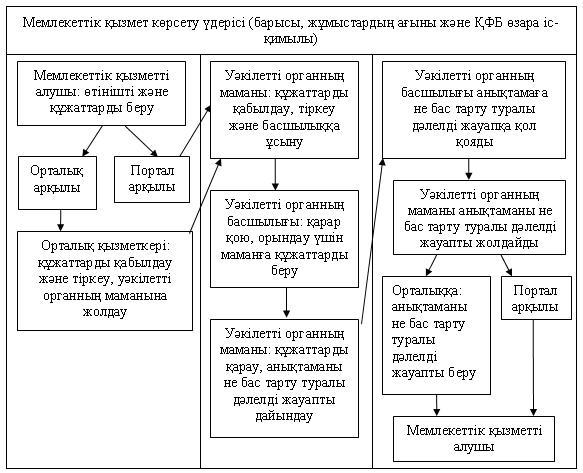 Мемлекеттік қызмет көрсету үдерісі (барысы, жұмыстардың ағыны және ҚФБ өзара іс-
қимылы)
Мемлекеттік қызметті
алушы: өтінішті және
құжаттарды беру
Орталық
арқылы
Портал
арқылы
Орталық қызметкері:
құжаттарды қабылдау
және тіркеу, уәкілетті
органның маманына
жолдау
Уәкілетті органның
маманы: құжаттарды
қабылдау, тіркеу
және басшылыққа
ұсыну
Уәкілетті органның
басшылығы: қарар
қою, орындау үшін
маманға құжаттарды
беру
Уәкілетті органның
маманы: құжаттарды
қарау, анықтаманы
не бас тарту туралы
дәлелді жауапты
дайындау
Уәкілетті органның
басшылығы анықтамаға
не бас тарту туралы
дәлелді жауапқа қол
қояды
Уәкілетті органның
маманы анықтаманы не
бас тарту туралы дәлелді
жауапты жолдайды
Орталыққа:
анықтаманы
не бас тарту
туралы
дәлелді
жауапты беру
Портал
арқылы
Мемлекеттік қызметті
алушы